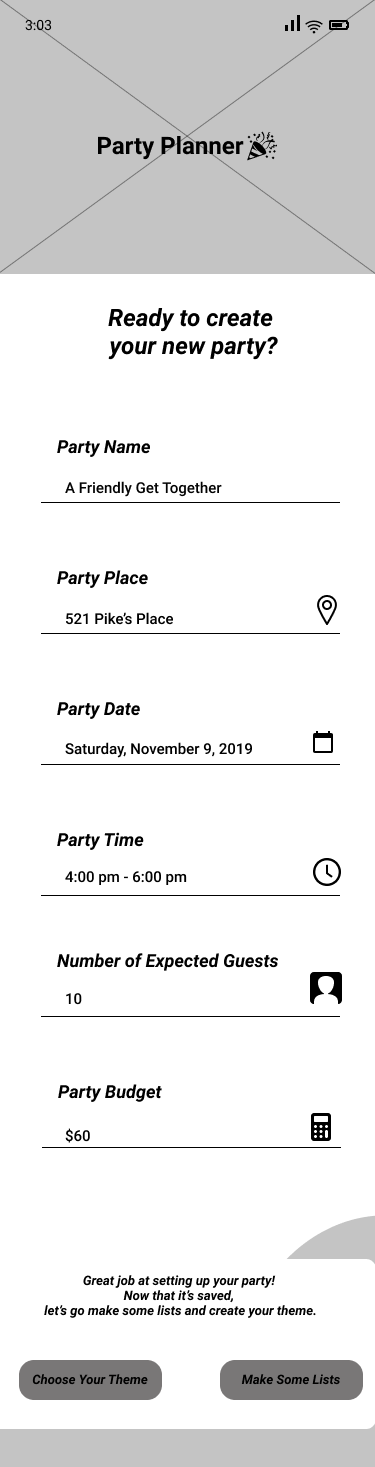 3:03
Party Planner
Ready to create
your new party?
Party Name
A Friendly Get Together
Party Place
521 Pike's Place
Party Date
Saturday, November 9, 2019
Party Time
4:00 pm - 6:00 pm
Number of Expected Guests
10
Party Budget
$60
Great job at setting up your party!
Now that it's saved,
let's go make some lists and create your theme.
Choose Your Theme
Make Some Lists